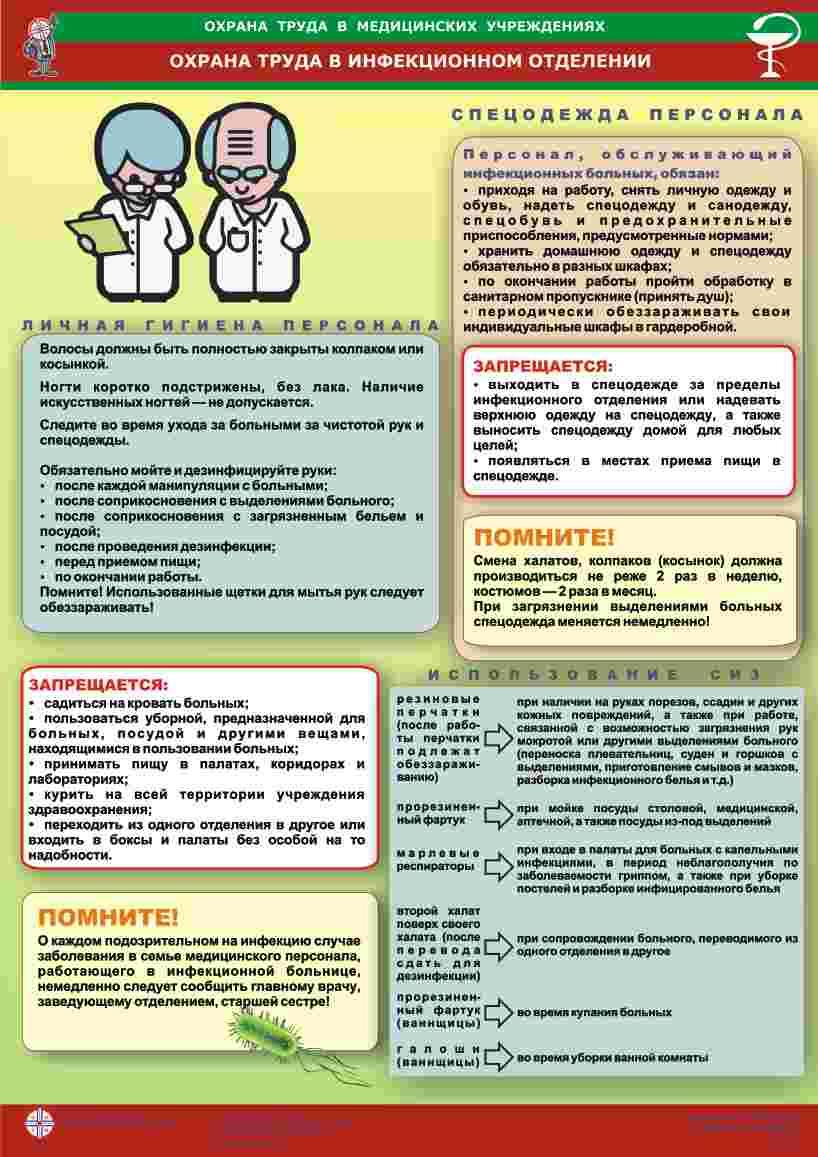 ОХРАНА ТРУДА В МЕДИЦИНСКИХ УЧРЕЖДЕНИЯХ
ОХРАНА ТРУДА В ИНФЕКЦИОННОМ ОТДЕЛЕНИИ
СПЕЦОДЕЖДА ПЕРСОНАЛА
Персонал, обслуживающий
инфекционных больных, обязан:
• приходя на работу, снять личную одежду и
обувь, надеть спецодежду и санодежду,
спецобувь и предохранительные
приспособления, предусмотренные нормами;
• хранить домашнюю одежду и спецодежду
обязательно в разных шкафах;
• по окончании работы пройти обработку в
санитарном пропускнике (принять душ);
• периодически обеззараживать свои
индивидуальные шкафы в гардеробной.
ЗАПРЕЩАЕТСЯ:
• выходить в спецодежде за пределы
инфекционного отделения или надевать
верхнюю одежду на спецодежду, а также
выносить спецодежду домой для любых
целей;
• появляться в местах приема пищи в
спецодежде.
ПОМНИТЕ!
Смена халатов, колпаков (косынок) должна
производиться не реже 2 раз в неделю,
костюмов — 2 раза в месяц.
При загрязнении выделениями больных
спецодежда меняется немедленно!
ЛИЧНАЯ ГИГИЕНА ПЕРСОНАЛА
Волосы должны быть полностью закрыты колпаком или
косынкой.
Ногти коротко подстрижены, без лака. Наличие
искусственных ногтей — не допускается.
Следите во время ухода за больными за чистотой рук и
спецодежды.
Обязательно мойте и дезинфицируйте руки:
• после каждой манипуляции с больными;
• после соприкосновения с выделениями больного;
• после соприкосновения с загрязненным бельем и
посудой;
• после проведения дезинфекции;
• перед приемом пищи;
• по окончании работы.
Помните! Использованные щетки для мытья рук следует
обеззараживать!
ЗАПРЕЩАЕТСЯ:
• садиться на кровать больных;
• пользоваться уборной, предназначенной для
больных, посудой и другими вещами,
находящимися в пользовании больных;
• принимать пищу в палатах, коридорах и
лабораториях;
• курить на всей территории учреждения
здравоохранения;
• переходить из одного отделения в другое или
входить в боксы и палаты без особой на то
надобности.
ПОМНИТЕ!
О каждом подозрительном на инфекцию случае
заболевания в семье медицинского персонала,
работающего в инфекционной больнице,
немедленно следует сообщить главному врачу,
заведующему отделением, старшей сестре!
ИСПОЛЬЗОВАНИЕ СИЗ
резиновые
перчатки
(после рабо-
ты перчатки
подлежат
обеззаражи-
ванию)
при наличии на руках порезов, ссадин и других
кожных повреждений, а также при работе,
связанной с возможностью загрязнения рук
мокротой или другими выделениями больного
(переноска плевательниц, суден и горшков с
выделениями, приготовление смывов и мазков,
разборка инфекционного белья и т.д.)
прорезинен-
ный фартук
при мойке посуды столовой, медицинской,
аптечной, а также посуды из-под выделений
марлевые
респираторы
при входе в палаты для больных с капельными
инфекциями, в период неблагополучия по
заболеваемости гриппом, а также при уборке
постелей и разборке инфицированного белья
второй халат
поверх своего
халата (после
перевода
сдать для
дезинфекции)
при сопровождении больного, переводимого из
одного отделения в другое
прорезинен-
ный фартук
(ваннщицы)
во время купания больных
галоши
(ваннщицы)
во время уборки ванной комнаты